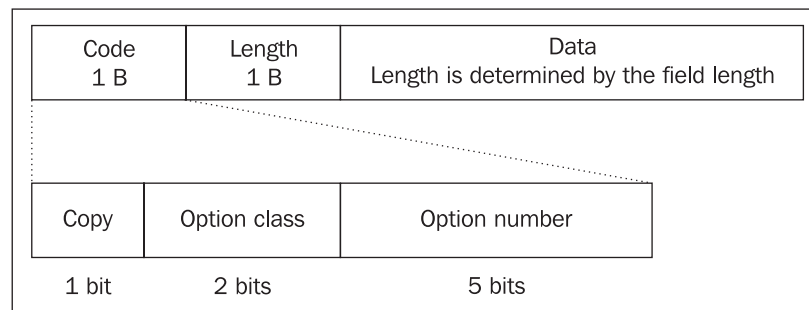 Code
1 B
Length
1 B
Data
Length is determined by the field length
Copy
Option class
Option number
1 bit
2 bits
5 bits